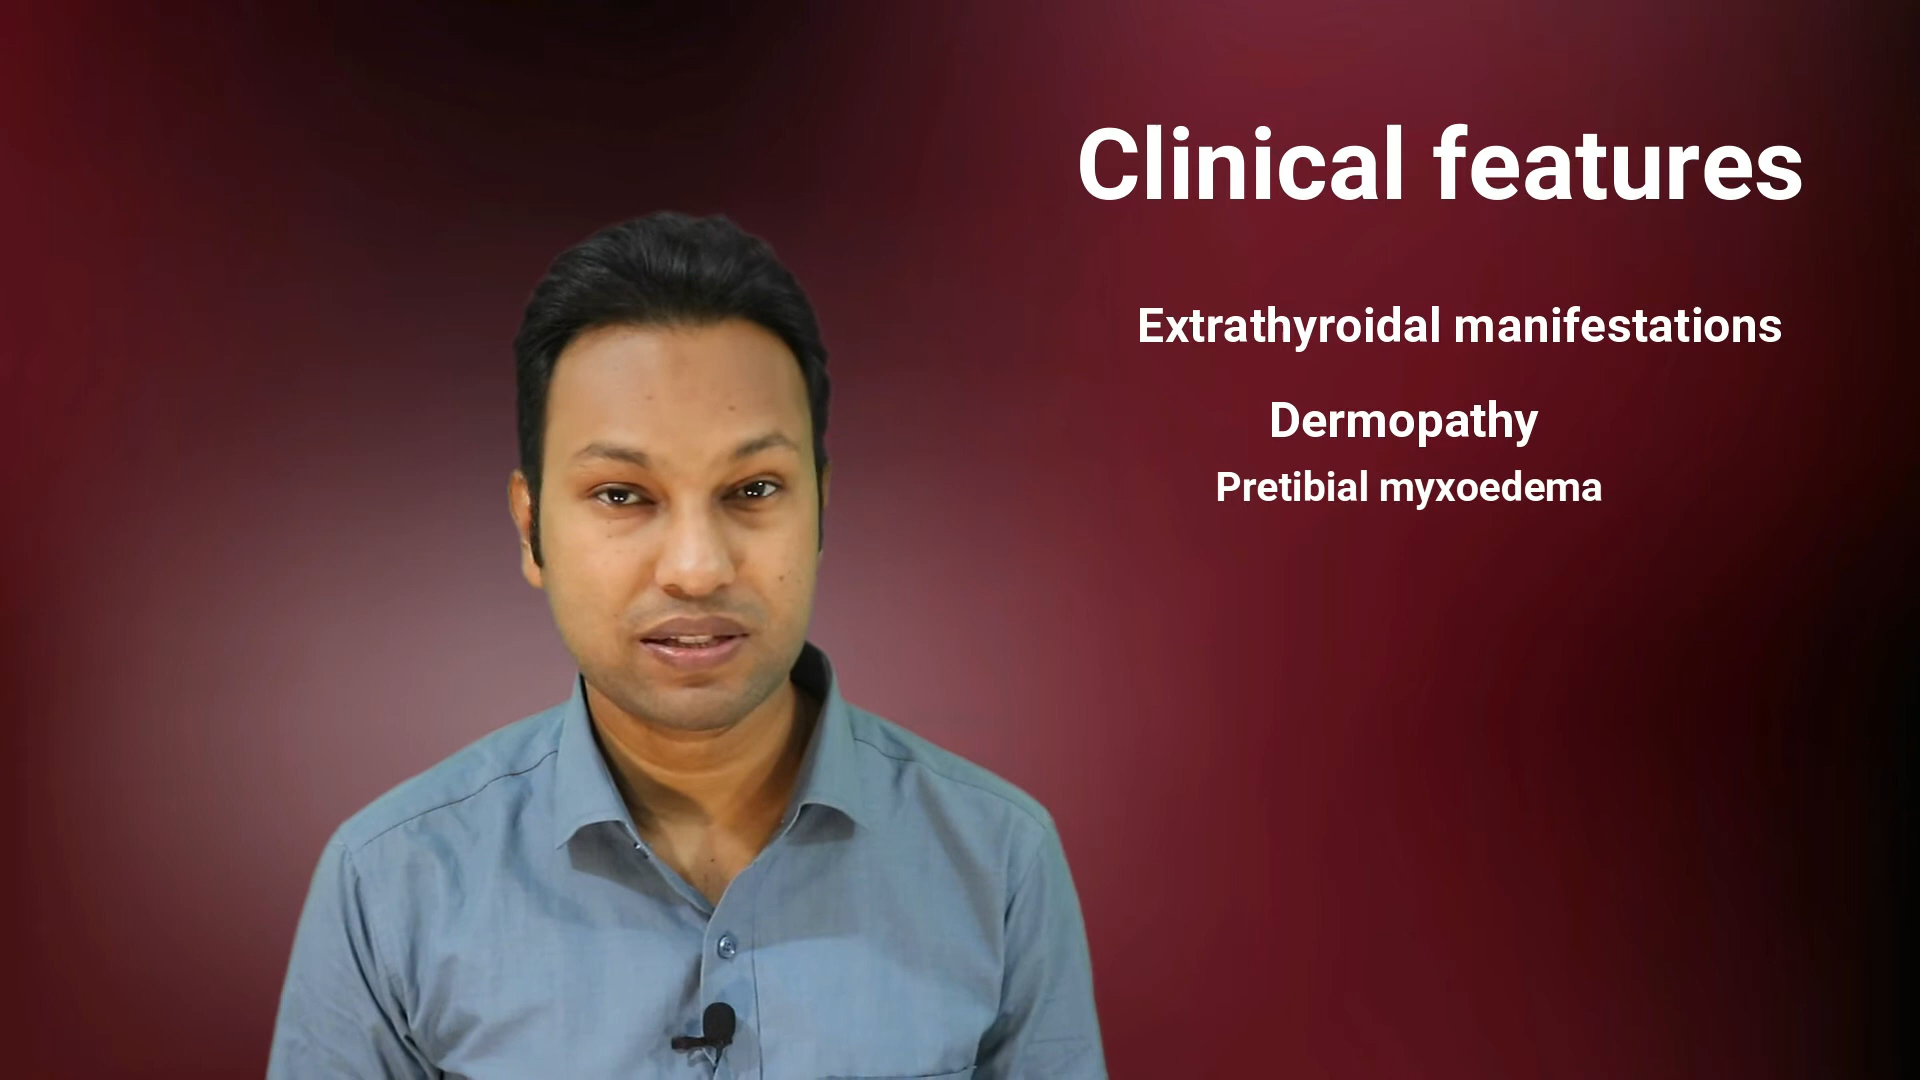 Clinical features
Extrathyroidal manifestations
Dermopathy
Pretibial myxoedema